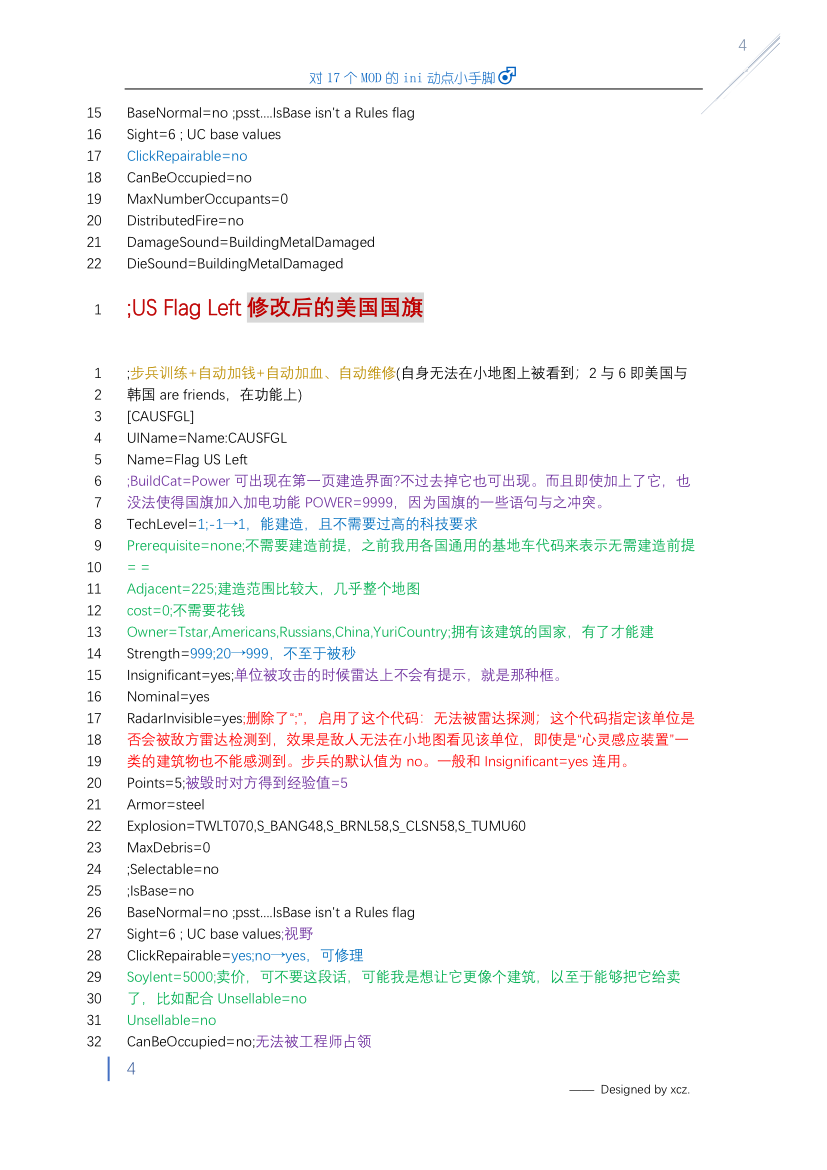 4
对 17 个 MOD 的 ini 动点小手脚
15 BaseNormal=no ;psst....IsBase isn't a Rules flag
16 Sight=6 ; UC base values
17 ClickRepairable=no
18 CanBeOccupied=no
19 MaxNumberOccupants=0
20 DistributedFire=no
21 DamageSound=BuildingMetalDamaged
22 DieSound=BuildingMetalDamaged
1 ;US Flag Left 修改后的美国国旗
1 ;步兵训练+自动加钱+自动加血、自动维修(自身无法在小地图上被看到；2 与 6 即美国与
2 韩国 are friends，在功能上)
3 [CAUSFGL]
4 UIName=Name:CAUSFGL
5 Name=Flag US Left
6 ;BuildCat=Power 可出现在第一页建造界面?不过去掉它也可出现。而且即使加上了它，也
7 没法使得国旗加入加电功能 POWER=9999，因为国旗的一些语句与之冲突。
8 TechLevel=1;-1→1，能建造，且不需要过高的科技要求
9 Prerequisite=none;不需要建造前提，之前我用各国通用的基地车代码来表示无需建造前提
10 = =
11 Adjacent=225;建造范围比较大，几乎整个地图
12 cost=0;不需要花钱
13 Owner=Tstar,Americans,Russians,China,YuriCountry;拥有该建筑的国家，有了才能建
14 Strength=999;20→999，不至于被秒
15 Insignificant=yes;单位被攻击的时候雷达上不会有提示，就是那种框。
16 Nominal=yes
17 RadarInvisible=yes;删除了“;”，启用了这个代码：无法被雷达探测；这个代码指定该单位是
18 否会被敌方雷达检测到，效果是敌人无法在小地图看见该单位，即使是“心灵感应装置”一
19 类的建筑物也不能感测到。步兵的默认值为 no。一般和 Insignificant=yes 连用。
20 Points=5;被毁时对方得到经验值=5
21 Armor=steel
22 Explosion=TWLT070,S_BANG48,S_BRNL58,S_CLSN58,S_TUMU60
23 MaxDebris=0
24 ;Selectable=no
25 ;IsBase=no
26 BaseNormal=no ;psst....IsBase isn't a Rules flag
27 Sight=6 ; UC base values;视野
28 ClickRepairable=yes;no→yes，可修理
29 Soylent=5000;卖价，可不要这段话，可能我是想让它更像个建筑，以至于能够把它给卖
30 了，比如配合 Unsellable=no
31 Unsellable=no
32 CanBeOccupied=no;无法被工程师占领
4
—— Designed by xcz.